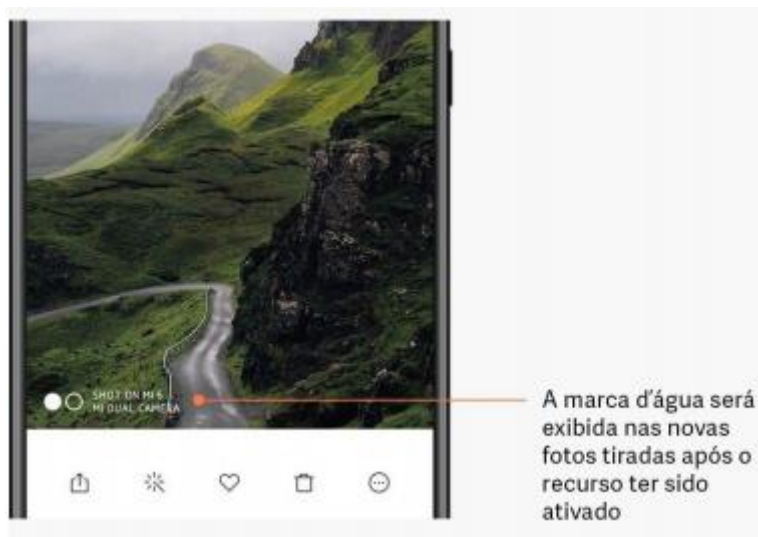 SHOT ON MI 6
MI DUAL CAMERA
A marca d'água será
exibida nas novas
fotos tiradas após o
recurso ter sido
ativado